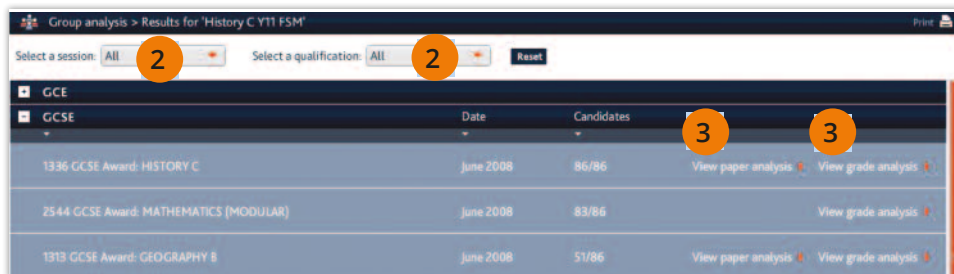 Group analysis > Results for 'History C Y11 FSM' Print
Select a session: All 2 Select a qualification: All 2 Reset
+ GCE
- GCSE Date Candidates 3 3
1336 GCSE Award: HISTORY C June 2008 86/86 View paper analysis View grade analysis
2544 GCSE Award: MATHEMATICS (MODULAR) June 2008 83/86 View grade analysis
1313 GCSE Award: GEOGRAPHY B June 2008 51/86 View paper analysis View grade analysis